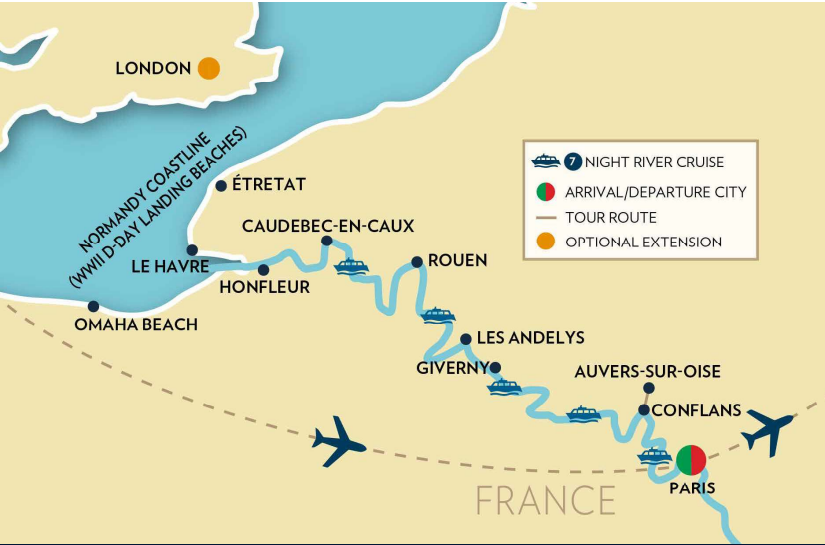 LONDON
NORMANDY COASTLINE
(WWII D-DAY LANDING BEACHES)
7 NIGHT RIVER CRUISE
ARRIVAL/DEPARTURE CITY
TOUR ROUTE
OPTIONAL EXTENSION
ÉTRETAT
CAUDEBEC-EN-CAUX
LE HAVRE
ROUEN
HONFLEUR
OMAHA BEACH
LES ANDELYS
GIVERNY
AUVERS-SUR-OISE
CONFLANS
PARIS
FRANCE